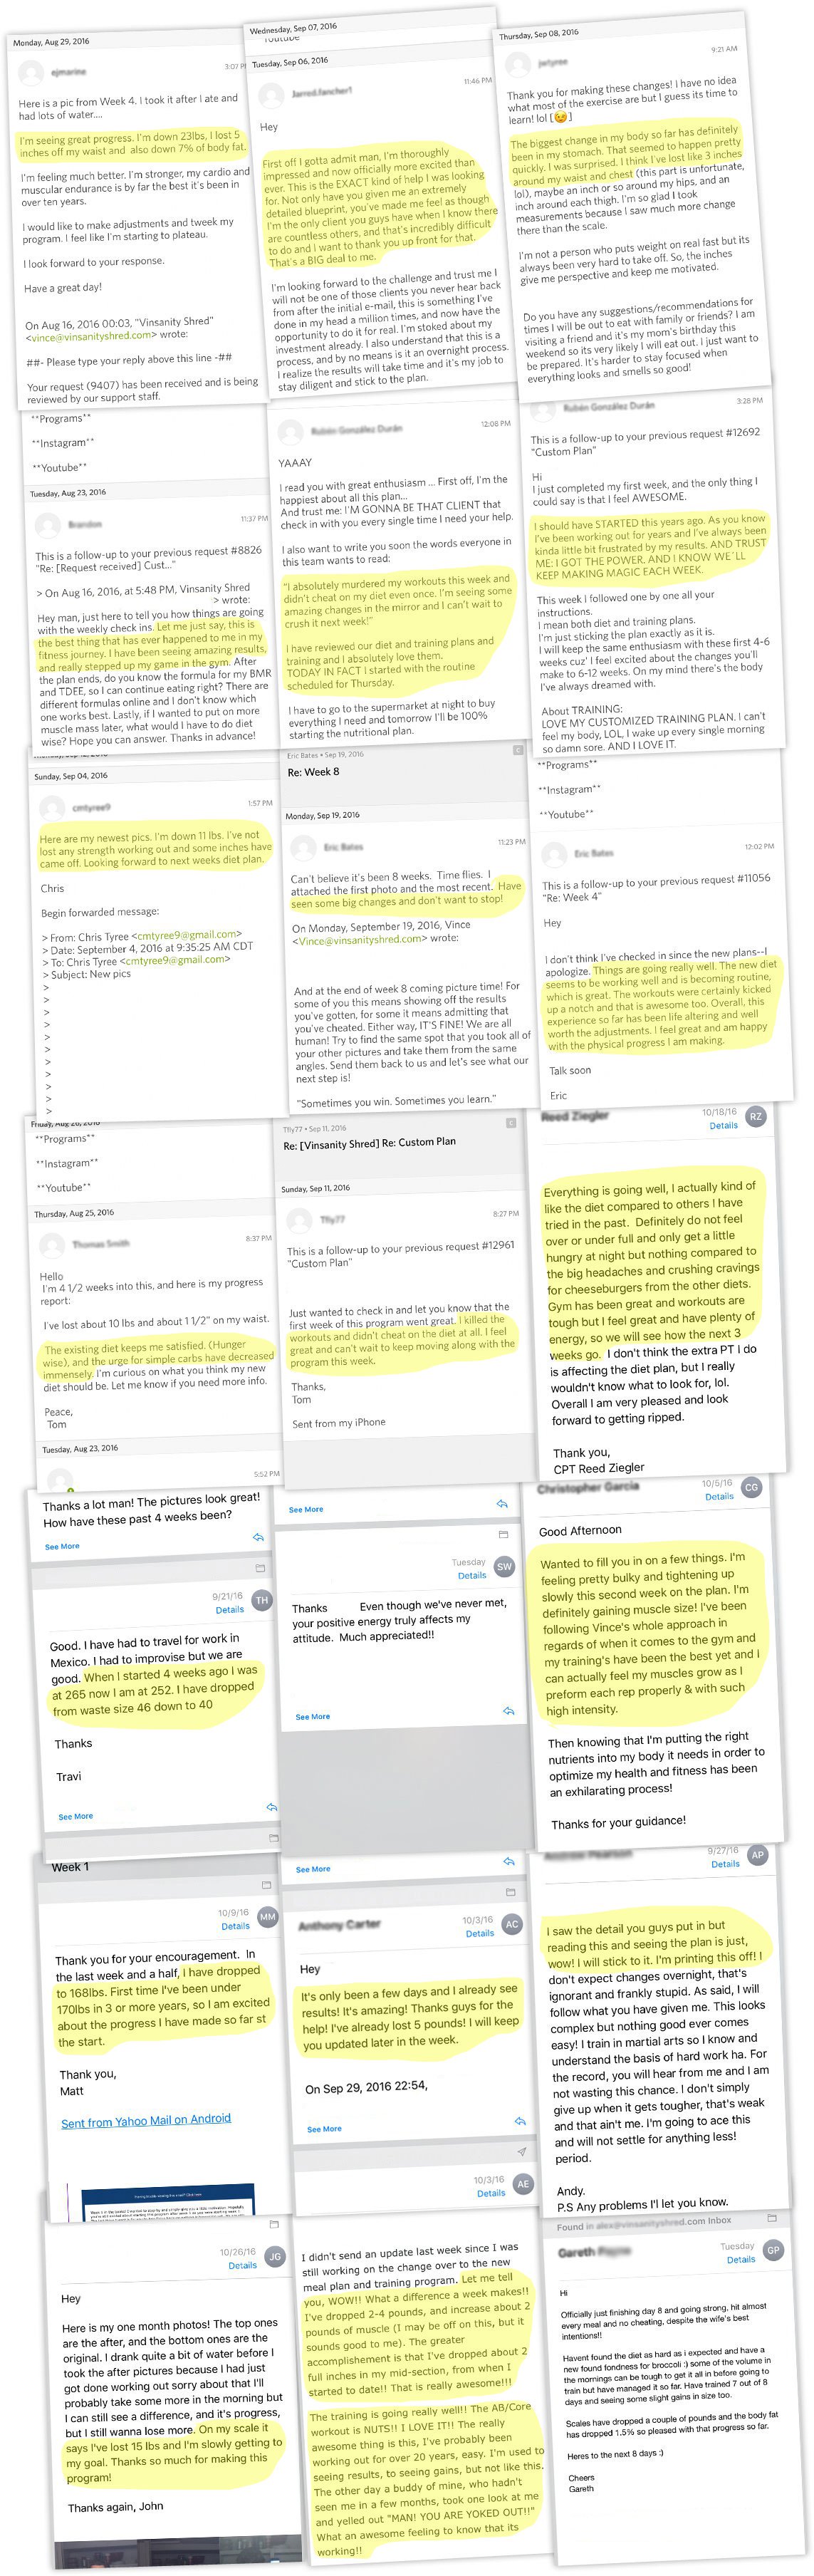 Monday, Aug 29, 2016
ejmarine
3:07 P
Here is a pic from Week 4. I took it after I ate and
had lots of water....
I'm seeing great progress. I'm down 23lbs, I lost 5
inches off my waist and also down 7% of body fat.
I'm feeling much better. I'm stronger, my cardio and
muscular endurance is by far the best it's been in
over ten years.
I would like to make adjustments and tweak my
program. I feel like I'm starting to plateau.
I look forward to your response.
Have a great day!
On Aug 16, 2016 00:03, "Vinsanity Shred"
<vince@vinsanityshred.com> wrote:
##- Please type your reply above this line -##
Your request (9407) has been received and is being
reviewed by our support staff.
Wednesday, Sep 07, 2016
Youtube
Tuesday, Sep 06, 2016
Jarred.fancher1
11:46 PM
Hey
First off I gotta admit man, I'm thoroughly
impressed and now officially more excited than
ever. This is the EXACT kind of help I was looking
for. Not only have you given me an extremely
detailed blueprint, you've made me feel as though
I'm the only client you guys have when I know there
are countless others, and that's incredibly difficult
to do and I want to thank you up front for that.
That's a BIG deal to me.
I'm looking forward to the challenge and trust me I
will not be one of those clients you never hear back
from after the initial e-mail, this is something I've
done in my head a million times, and now have the
opportunity to do it for real. I'm stoked about my
investment already. I also understand that this is a
process, and by no means is it an overnight process.
I realize the results will take time and it's my job to
stay diligent and stick to the plan.
Thursday, Sep 08, 2016
jwtyree
9:21 AM
Thank you for making these changes! I have no idea
what most of the exercise are but I guess its time to
learn! lol [😉]
The biggest change in my body so far has definitely
been in my stomach. That seemed to happen pretty
quickly. I was surprised. I think I've lost like 3 inches
around my waist and chest (this part is unfortunate,
lol), maybe an inch or so around my hips, and an
inch around each thigh. I'm so glad I took
measurements because I saw much more change
there than the scale.
I'm not a person who puts weight on real fast but its
always been very hard to take off. So, the inches
give me perspective and keep me motivated.
Do you have any suggestions/recommendations for
times I will be out to eat with family or friends? I am
visiting a friend and it's my mom's birthday this
weekend so its very likely I will eat out. I just want to
be prepared. It's harder to stay focused when
everything looks and smells so good!
**Programs**
**Instagram**
**Youtube**
Tuesday, Aug 23, 2016
Brandon
11:37 PM
This is a follow-up to your previous request #8826
"Re: [Request received] Cust..."
> On Aug 16, 2016, at 5:48 PM, Vinsanity Shred
> wrote:
Hey man, just here to tell you how things are going
with the weekly check ins. Let me just say, this is
the best thing that has ever happened to me in my
fitness journey. I have been seeing amazing results,
and really stepped up my game in the gym. After
the plan ends, do you know the formula for my BMR
and TDEE, so I can continue eating right? There are
different formulas online and I don't know which
one works best. Lastly, if I wanted to put on more
muscle mass later, what would I have to do diet
wise? Hope you can answer. Thanks in advance!
Rubén González Durán
12:08 PM
YAAAY
I read you with great enthusiasm ... First off, I'm the
happiest about all this plan...
And trust me: I'M GONNA BE THAT CLIENT that
check in with you every single time I need your help.
I also want to write you soon the words everyone in
this team wants to read:
"I absolutely murdered my workouts this week and
didn't cheat on my diet even once. I'm seeing some
amazing changes in the mirror and I can't wait to
crush it next week!"
I have reviewed our diet and training plans and
training and I absolutely love them.
TODAY IN FACT I started with the routine
scheduled for Thursday.
I have to go to the supermarket at night to buy
everything I need and tomorrow I'll be 100%
starting the nutritional plan.
Rubén González Durán
3:28 PM
This is a follow-up to your previous request #12692
"Custom Plan"
Hi
I just completed my first week, and the only thing I
could say is that I feel AWESOME.
I should have STARTED this years ago. As you know
I've been working out for years and I've always been
kinda little bit frustrated by my results. AND TRUST
ME: I GOT THE POWER. AND I KNOW WE´LL
KEEP MAKING MAGIC EACH WEEK.
This week I followed one by one all your
instructions.
I mean both diet and training plans.
I'm just sticking the plan exactly as it is.
I will keep the same enthusiasm with these first 4-6
weeks cuz' I feel excited about the changes you'll
make to 6-12 weeks. On my mind there's the body
I've always dreamed with.
About TRAINING:
LOVE MY CUSTOMIZED TRAINING PLAN. I can't
feel my body, LOL, I wake up every single morning
so damn sore. AND I LOVE IT.
Sunday, Sep 04, 2016
cmtyree9
1:57 PM
Here are my newest pics. I'm down 11 lbs. I've not
lost any strength working out and some inches have
came off. Looking forward to next weeks diet plan.
Chris
Begin forwarded message:
> From: Chris Tyree <cmtyree9@gmail.com>
> Date: September 4, 2016 at 9:35:25 AM CDT
> To: Chris Tyree <cmtyree9@gmail.com>
> Subject: New pics
>
>
>
>
>
>
>
>
>
>
>
Eric Bates • Sep 19, 2016
C
Re: Week 8
Monday, Sep 19, 2016
Eric Bates
11:23 PM
Can't believe it's been 8 weeks. Time flies. I
attached the first photo and the most recent. Have
seen some big changes and don't want to stop!
On Monday, September 19, 2016, Vince
<Vince@vinsanityshred.com> wrote:
And at the end of week 8 coming picture time! For
some of you this means showing off the results
you've gotten, for some it means admitting that
you've cheated. Either way, IT'S FINE! We are all
human! Try to find the same spot that you took all of
your other pictures and take them from the same
angles. Send them back to us and let's see what our
next step is!
"Sometimes you win. Sometimes you learn."
**Programs**
**Instagram**
**Youtube**
Eric Bates
12:02 PM
This is a follow-up to your previous request #11056
"Re: Week 4"
Hey
I don't think I've checked in since the new plans--I
apologize. Things are going really well. The new diet
seems to be working well and is becoming routine,
which is great. The workouts were certainly kicked
up a notch and that is awesome too. Overall, this
experience so far has been life altering and well
worth the adjustments. I feel great and am happy
with the physical progress I am making.
Talk soon
Eric
Friday, Aug 26, 2016
**Programs**
**Instagram**
**Youtube**
Thursday, Aug 25, 2016
Thomas Smith
8:37 PM
Hello
I'm 4 1/2 weeks into this, and here is my progress
report:
I've lost about 10 lbs and about 1 1/2" on my waist.
The existing diet keeps me satisfied. (Hunger
wise), and the urge for simple carbs have decreased
immensely. I'm curious on what you think my new
diet should be. Let me know if you need more info.
Peace,
Tom
Tuesday, Aug 23, 2016
5:52 PM
Tfly77 • Sep 11, 2016
C
Re: [Vinsanity Shred] Re: Custom Plan
Sunday, Sep 11, 2016
Tfly77
8:27 PM
This is a follow-up to your previous request #12961
"Custom Plan"
Just wanted to check in and let you know that the
first week of this program went great. I killed the
workouts and didn't cheat on the diet at all. I feel
great and can't wait to keep moving along with the
program this week.
Thanks,
Tom
Sent from my iPhone
Reed Ziegler
10/18/16
RZ
Details
Everything is going well, I actually kind of
like the diet compared to others I have
tried in the past. Definitely do not feel
over or under full and only get a little
hungry at night but nothing compared to
the big headaches and crushing cravings
for cheeseburgers from the other diets.
Gym has been great and workouts are
tough but I feel great and have plenty of
energy, so we will see how the next 3
weeks go. I don't think the extra PT I do
is affecting the diet plan, but I really
wouldn't know what to look for, lol.
Overall I am very pleased and look
forward to getting ripped.
Thank you,
CPT Reed Ziegler
Thanks a lot man! The pictures look great!
How have these past 4 weeks been?
See More
9/21/16
TH
Details
Good. I have had to travel for work in
Mexico. I had to improvise but we are
good. When I started 4 weeks ago I was
at 265 now I am at 252. I have dropped
from waste size 46 down to 40
Thanks
Travi
See More
See More
Tuesday
SW
Details
Thanks Even though we've never met,
your positive energy truly affects my
attitude. Much appreciated!!
See More
Christopher Garcia
10/5/16
CG
Details
Good Afternoon
Wanted to fill you in on a few things. I'm
feeling pretty bulky and tightening up
slowly this second week on the plan. I'm
definitely gaining muscle size! I've been
following Vince's whole approach in
regards of when it comes to the gym and
my training's have been the best yet and I
can actually feel my muscles grow as I
preform each rep properly & with such
high intensity.
Then knowing that I'm putting the right
nutrients into my body it needs in order to
optimize my health and fitness has been
an exhilarating process!
Thanks for your guidance!
Week 1
10/9/16
MM
Details
Thank you for your encouragement. In
the last week and a half, I have dropped
to 168lbs. First time I've been under
170lbs in 3 or more years, so I am excited
about the progress I have made so far st
the start.
Thank you,
Matt
Sent from Yahoo Mail on Android
See More
Anthony Carter
10/3/16
AC
Details
Hey
It's only been a few days and I already see
results! It's amazing! Thanks guys for the
help! I've already lost 5 pounds! I will keep
you updated later in the week.
On Sep 29, 2016 22:54,
See More
10/3/16
AE
Details
Andrew Pearson
9/27/16
AP
Details
I saw the detail you guys put in but
reading this and seeing the plan is just,
wow! I will stick to it. I'm printing this off! I
don't expect changes overnight, that's
ignorant and frankly stupid. As said, I will
follow what you have given me. This looks
complex but nothing good ever comes
easy! I train in martial arts so I know and
understand the basis of hard work ha. For
the record, you will hear from me and I am
not wasting this chance. I don't simply
give up when it gets tougher, that's weak
and that ain't me. I'm going to ace this
and will not settle for anything less!
period.
Andy.
P.S Any problems I'l let you know.
10/26/16
JG
Details
Hey
Here is my one month photos! The top ones
are the after, and the bottom ones are the
original. I drank quite a bit of water before I
took the after pictures because I had just
got done working out sorry about that I'll
probably take some more in the morning but
I can still see a difference, and it's progress,
but I still wanna lose more. On my scale it
says I've lost 15 lbs and I'm slowly getting to
my goal. Thanks so much for making this
program!
Thanks again, John
I didn't send an update last week since I was
still working on the change over to the new
meal plan and training program. Let me tell
you, WOW!! What a difference a week makes!!
I've dropped 2-4 pounds, and increase about 2
pounds of muscle (I may be off on this, but it
sounds good to me). The greater
accomplishment is that I've dropped about 2
full inches in my mid-section, from when I
started to date!! That is really awesome!!!
The training is going really well!! The AB/Core
workout is NUTS!! I LOVE IT!! The really
awesome thing is this, I've probably been
working out for over 20 years, easy. I'm used to
seeing results, to seeing gains, but not like this.
The other day a buddy of mine, who hadn't
seen me in a few months, took one look at me
and yelled out "MAN! YOU ARE YOKED OUT!!"
What an awesome feeling to know that its
working!!
Found in alex@vinsanityshred.com Inbox
Gareth
Tuesday
GP
Details
Hi
Officially just finishing day 8 and going strong, hit almost
every meal and no cheating, despite the wife's best
intentions!!
Havent found the diet as hard as i expected and have a
new found fondness for broccoli :) some of the volume in
the mornings can be tough to get it all in before going to
train but have managed it so far. Have trained 7 out of 8
days and seeing some slight gains in size too.
Scales have dropped a couple of pounds and the body fat
has dropped 1.5% so pleased with that progress so far.
Heres to the next 8 days :)
Cheers
Gareth